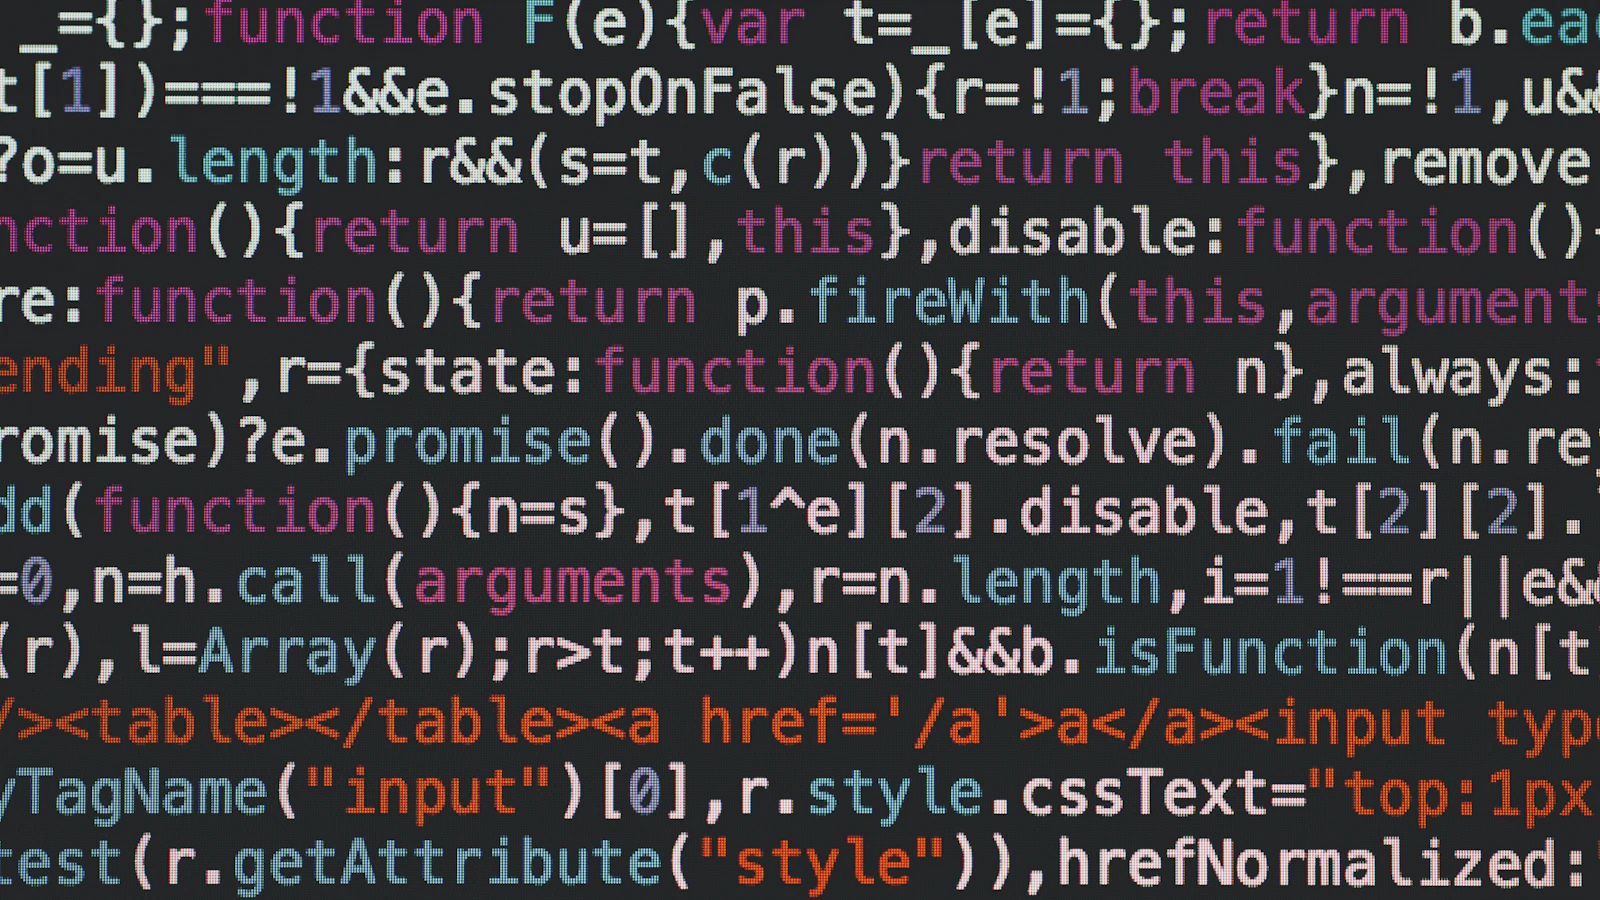 _={};function F(e){var t=_[e]={};return b.eac
t[1])===!1&&e.stopOnFalse){r=!1;break}n=!1,u&&
?o=u.length:r&&(s=t,c(r))}return this},remove
nction(){return u=[],this},disable:function(){
re:function(){return p.fireWith(this,arguments
ending",r={state:function(){return n},always:
romise)?e.promise().done(n.resolve).fail(n.re
dd(function(){n=s},t[1^e][2].disable,t[2][2].
=0,n=h.call(arguments),r=n.length,i=1!==r||e&&
(r),l=Array(r);r>t;t++)n[t]&&b.isFunction(n[t
/><table></table><a href='/a'>a</a><input typ
yTagName("input")[0],r.style.cssText="top:1px
test(r.getAttribute("style")),hrefNormalized: